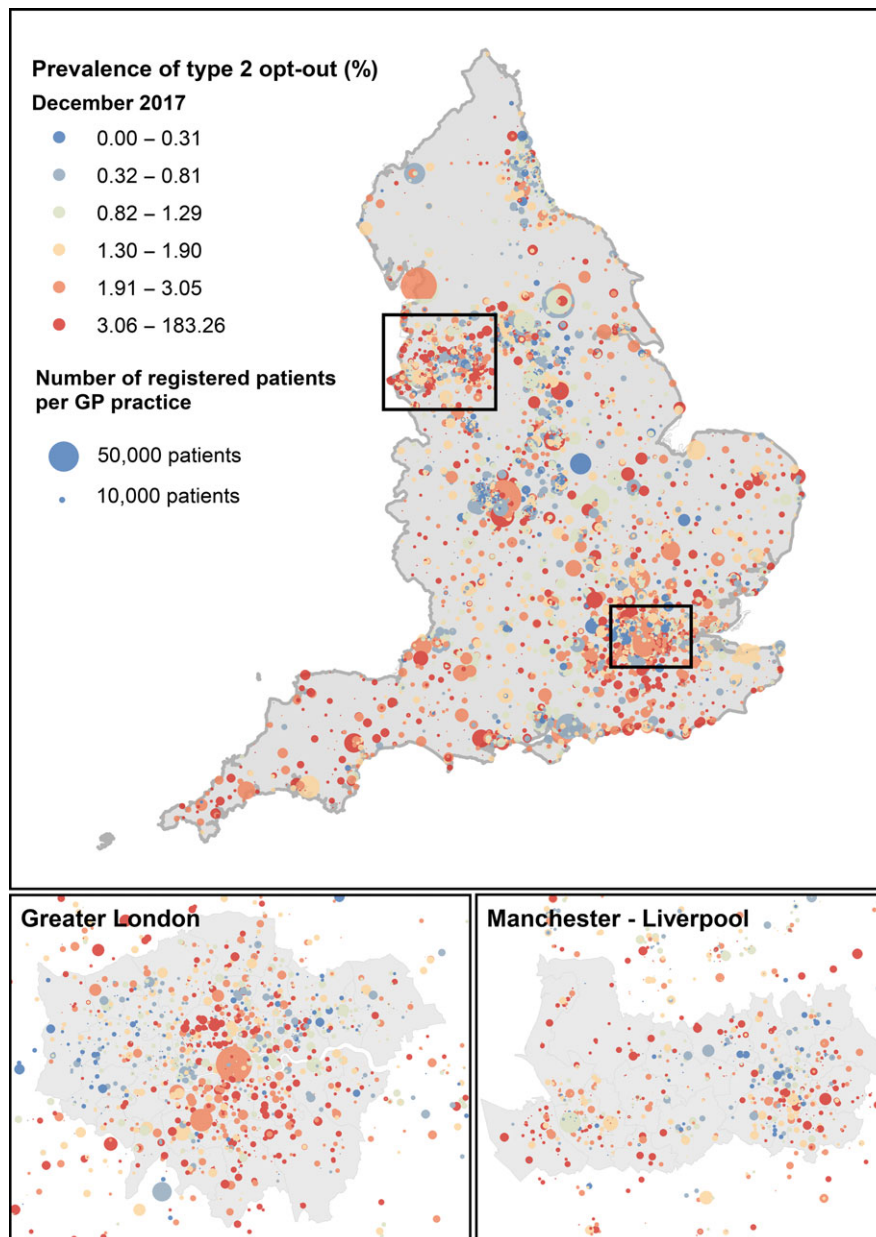 Prevalence of type 2 opt-out (%)
December 2017
0.00 – 0.31
0.32 – 0.81
0.82 – 1.29
1.30 – 1.90
1.91 – 3.05
3.06 – 183.26
Number of registered patients
per GP practice
50,000 patients
10,000 patients
Greater London
Manchester - Liverpool